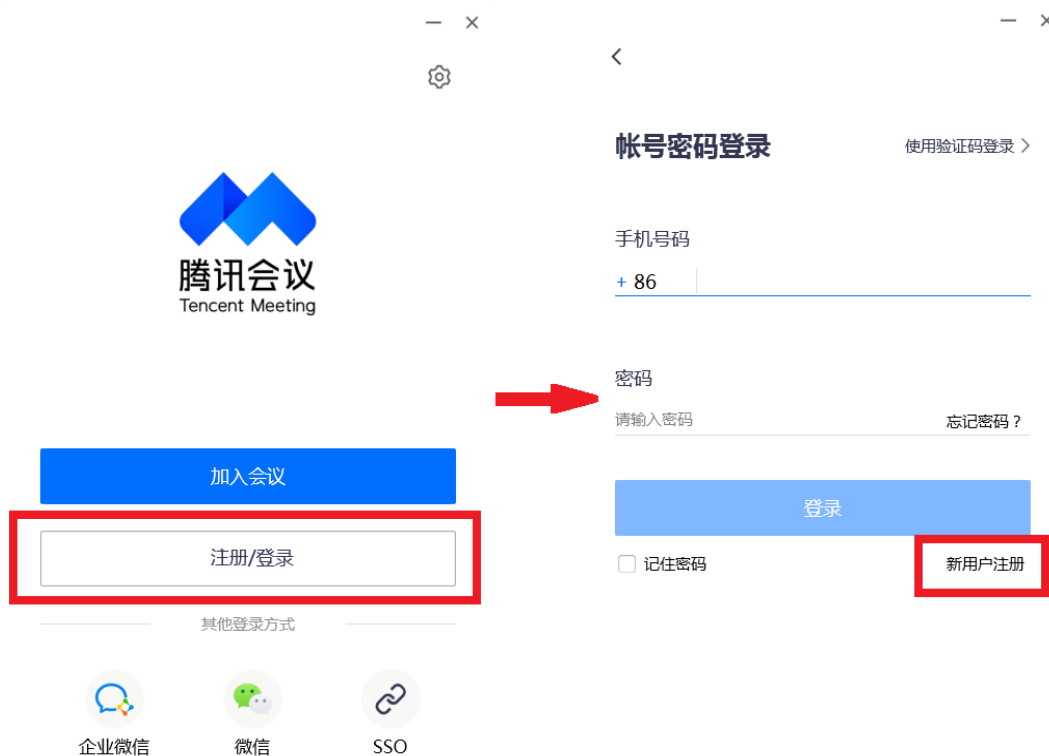 腾讯会议
Tencent Meeting
加入会议
注册/登录
其他登录方式
企业微信
微信
SSO
帐号密码登录
使用验证码登录
手机号码
+ 86
密码
请输入密码
忘记密码？
登录
记住密码
新用户注册